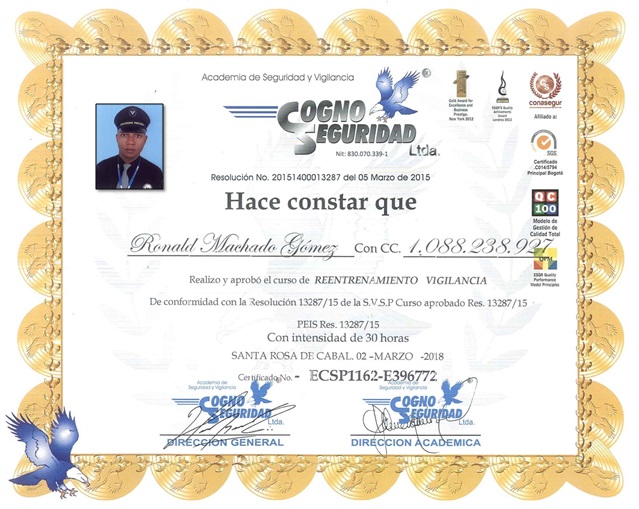 Academia de Seguridad y Vigilancia
COGNO
SEGURIDAD
Ltda.
®
Nit: 830.070.339-1
Gold Award for
Excellence and
Business
Prestige.
New York 2012
conasegur
Afiliado a:
SGS
Certificado
.CO14/5794
Principal Bogotá
QC
100
Modelo de
Gestión de
Calidad Total
QPM
ESQR Quality
Performance
Model Principles
Resolución No. 20151400013287 del 05 Marzo de 2015
Hace constar que
Ronald Machado Gómez Con CC. 1.088.238.927
Realizo y aprobó el curso de REENTRENAMIENTO VIGILANCIA
De conformidad con la Resolución 13287/15 de la S.V.S.P Curso aprobado Res. 13287/15
PEIS Res. 13287/15
Con intensidad de 30 horas
SANTA ROSA DE CABAL. 02 - MARZO -2018
Certificado No. - ECSP1162-E396772
Academia de
Seguridad y Vigilancia
COGNO
SEGURIDAD
Ltda.
DIRECCIÓN GENERAL
Academia de
Seguridad y Vigilancia
COGNO
SEGURIDAD
Ltda.
DIRECCION ACADEMICA